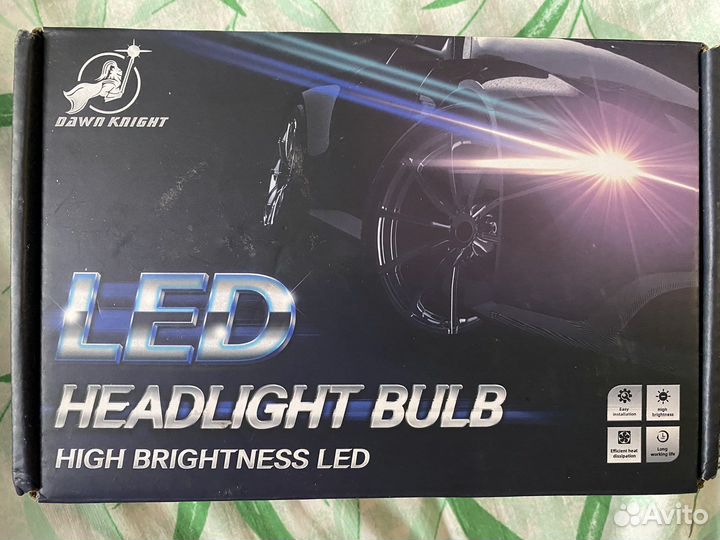 DAWN KNIGHT
LED
HEADLIGHT BULB
HIGH BRIGHTNESS LED
Easy
installation
High
brightness
Efficient heat
dissipation
Long
working life
Avito